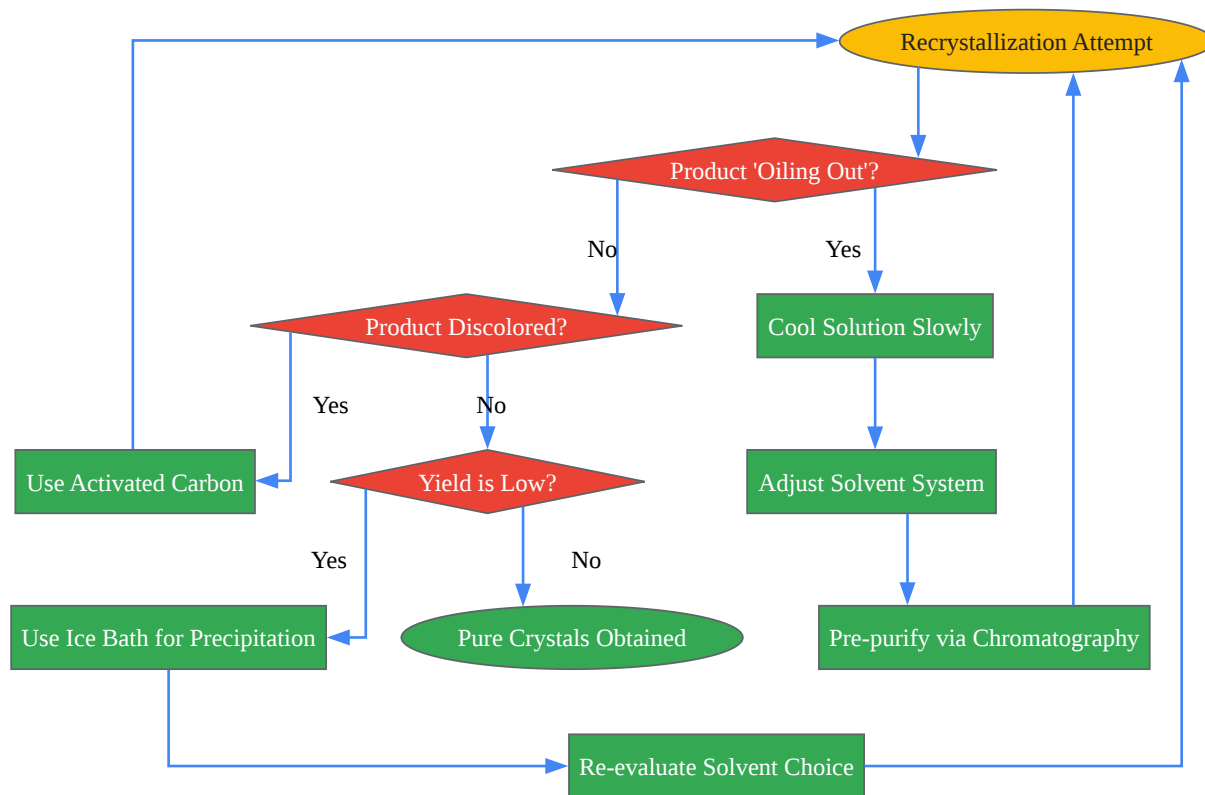 Recrystallization Attempt
Product 'Oiling Out'?
No
Yes
Product Discolored?
Cool Solution Slowly
Yes
No
Use Activated Carbon
Yield is Low?
Adjust Solvent System
Yes
No
Use Ice Bath for Precipitation
Pure Crystals Obtained
Pre-purify via Chromatography
Re-evaluate Solvent Choice